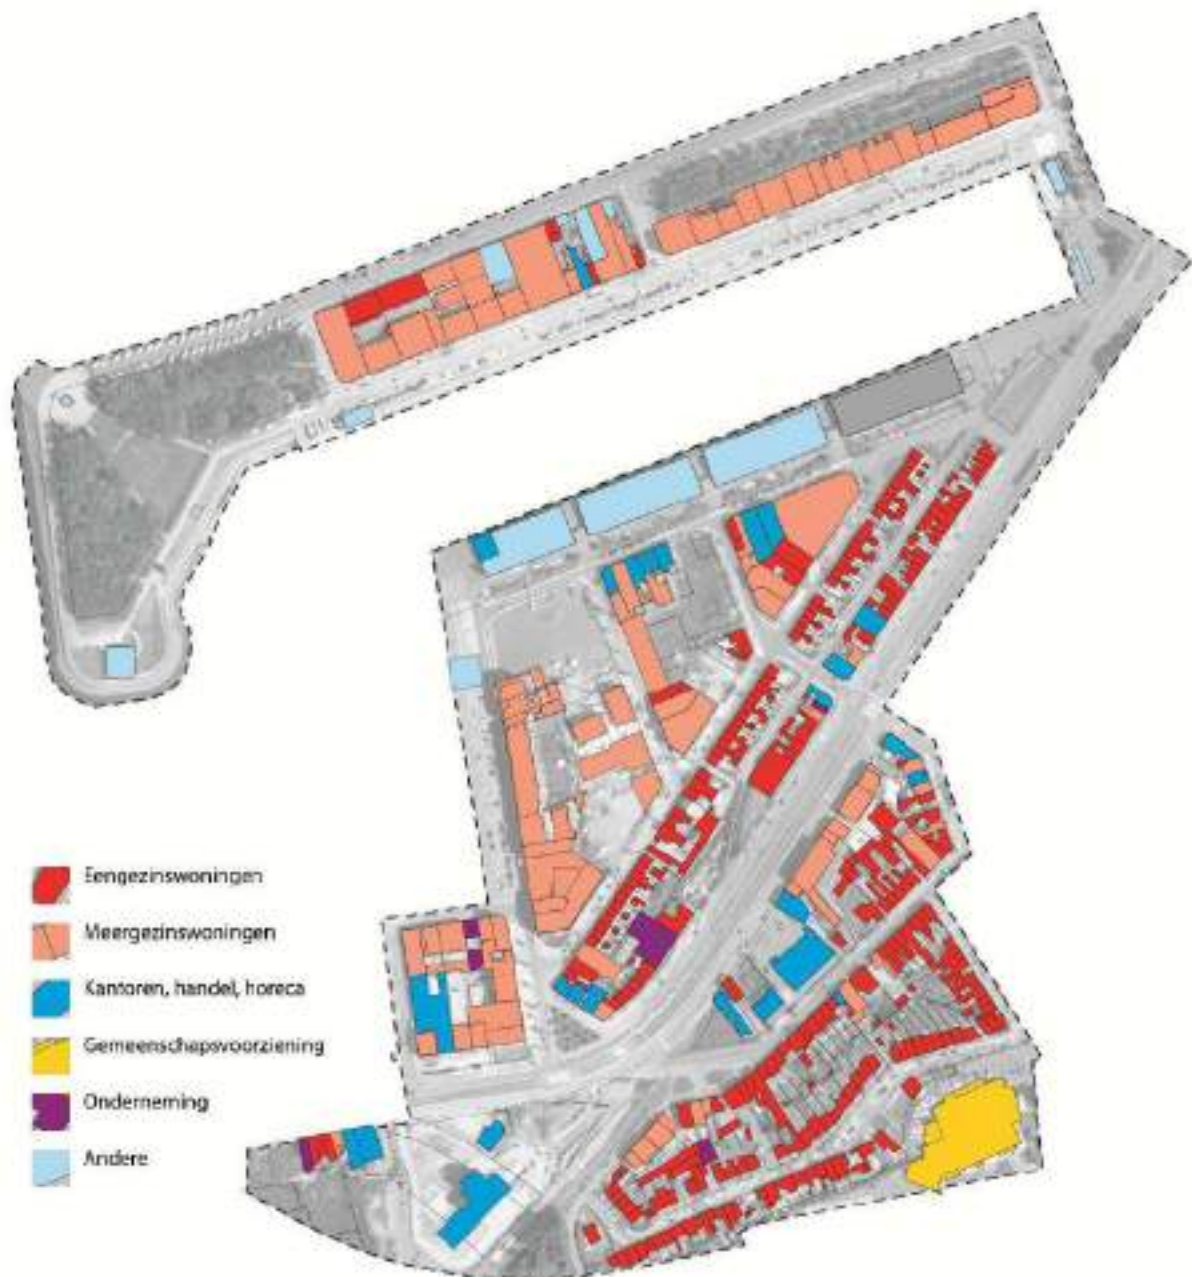 Eengezinswoningen
Meergezinswoningen
Kantoren, handel, horeca
Gemeenschapsvoorziening
Onderneming
Andere